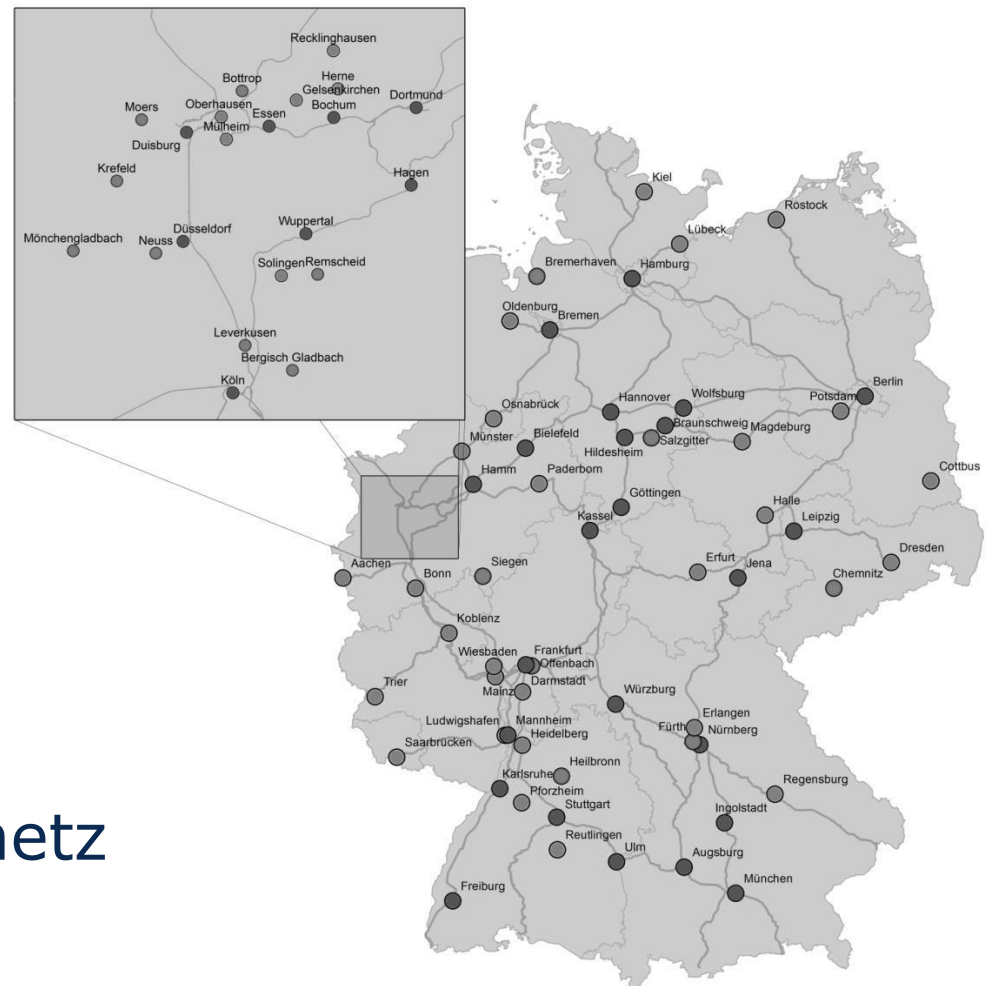 Recklinghausen
Bottrop
Herne
Gelsenkirchen
Oberhausen
Essen
Bochum
Dortmund
Moers
Mülheim
Duisburg
Krefeld
Hagen
Wuppertal
Düsseldorf
Mönchengladbach
Neuss
Solingen
Remscheid
Leverkusen
Bergisch Gladbach
Köln
Kiel
Rostock
Lübeck
Bremerhaven
Hamburg
Oldenburg
Bremen
Berlin
Hannover
Wolfsburg
Potsdam
Osnabrück
Braunschweig
Münster
Bielefeld
Salzgitter
Magdeburg
Hildesheim
Hamm
Paderborn
Cottbus
Göttingen
Halle
Kassel
Leipzig
Dresden
Aachen
Bonn
Siegen
Erfurt
Jena
Chemnitz
Koblenz
Wiesbaden
Frankfurt
Offenbach
Trier
Mainz
Darmstadt
Würzburg
Ludwigshafen
Mannheim
Erlangen
Fürth
Nürnberg
Saarbrücken
Heidelberg
Karlsruhe
Heilbronn
Regensburg
Pforzheim
Stuttgart
Ingolstadt
netz
Reutlingen
Ulm
Augsburg
München
Freiburg